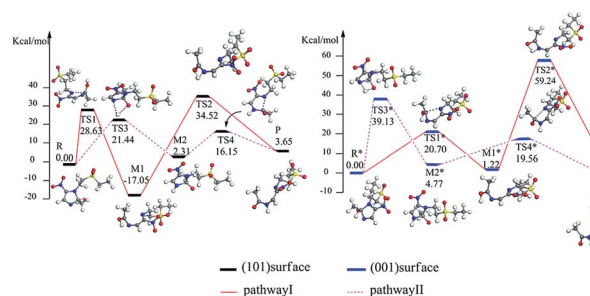 Kcal/mol
40
30
20
10
0
-10
-20
R
0.00
TS1
28.63
TS3
21.44
M1
-17.05
M2
2.31
TS2
34.52
TS4
16.15
P
3.65
Kcal/mol
60
50
40
30
20
10
0
R*
0.00
TS3*
39.13
TS1*
20.70
M2*
4.77
M1*
1.22
TS2*
59.24
TS4*
19.56
(101)surface
(001)surface
pathwayI
pathwayII